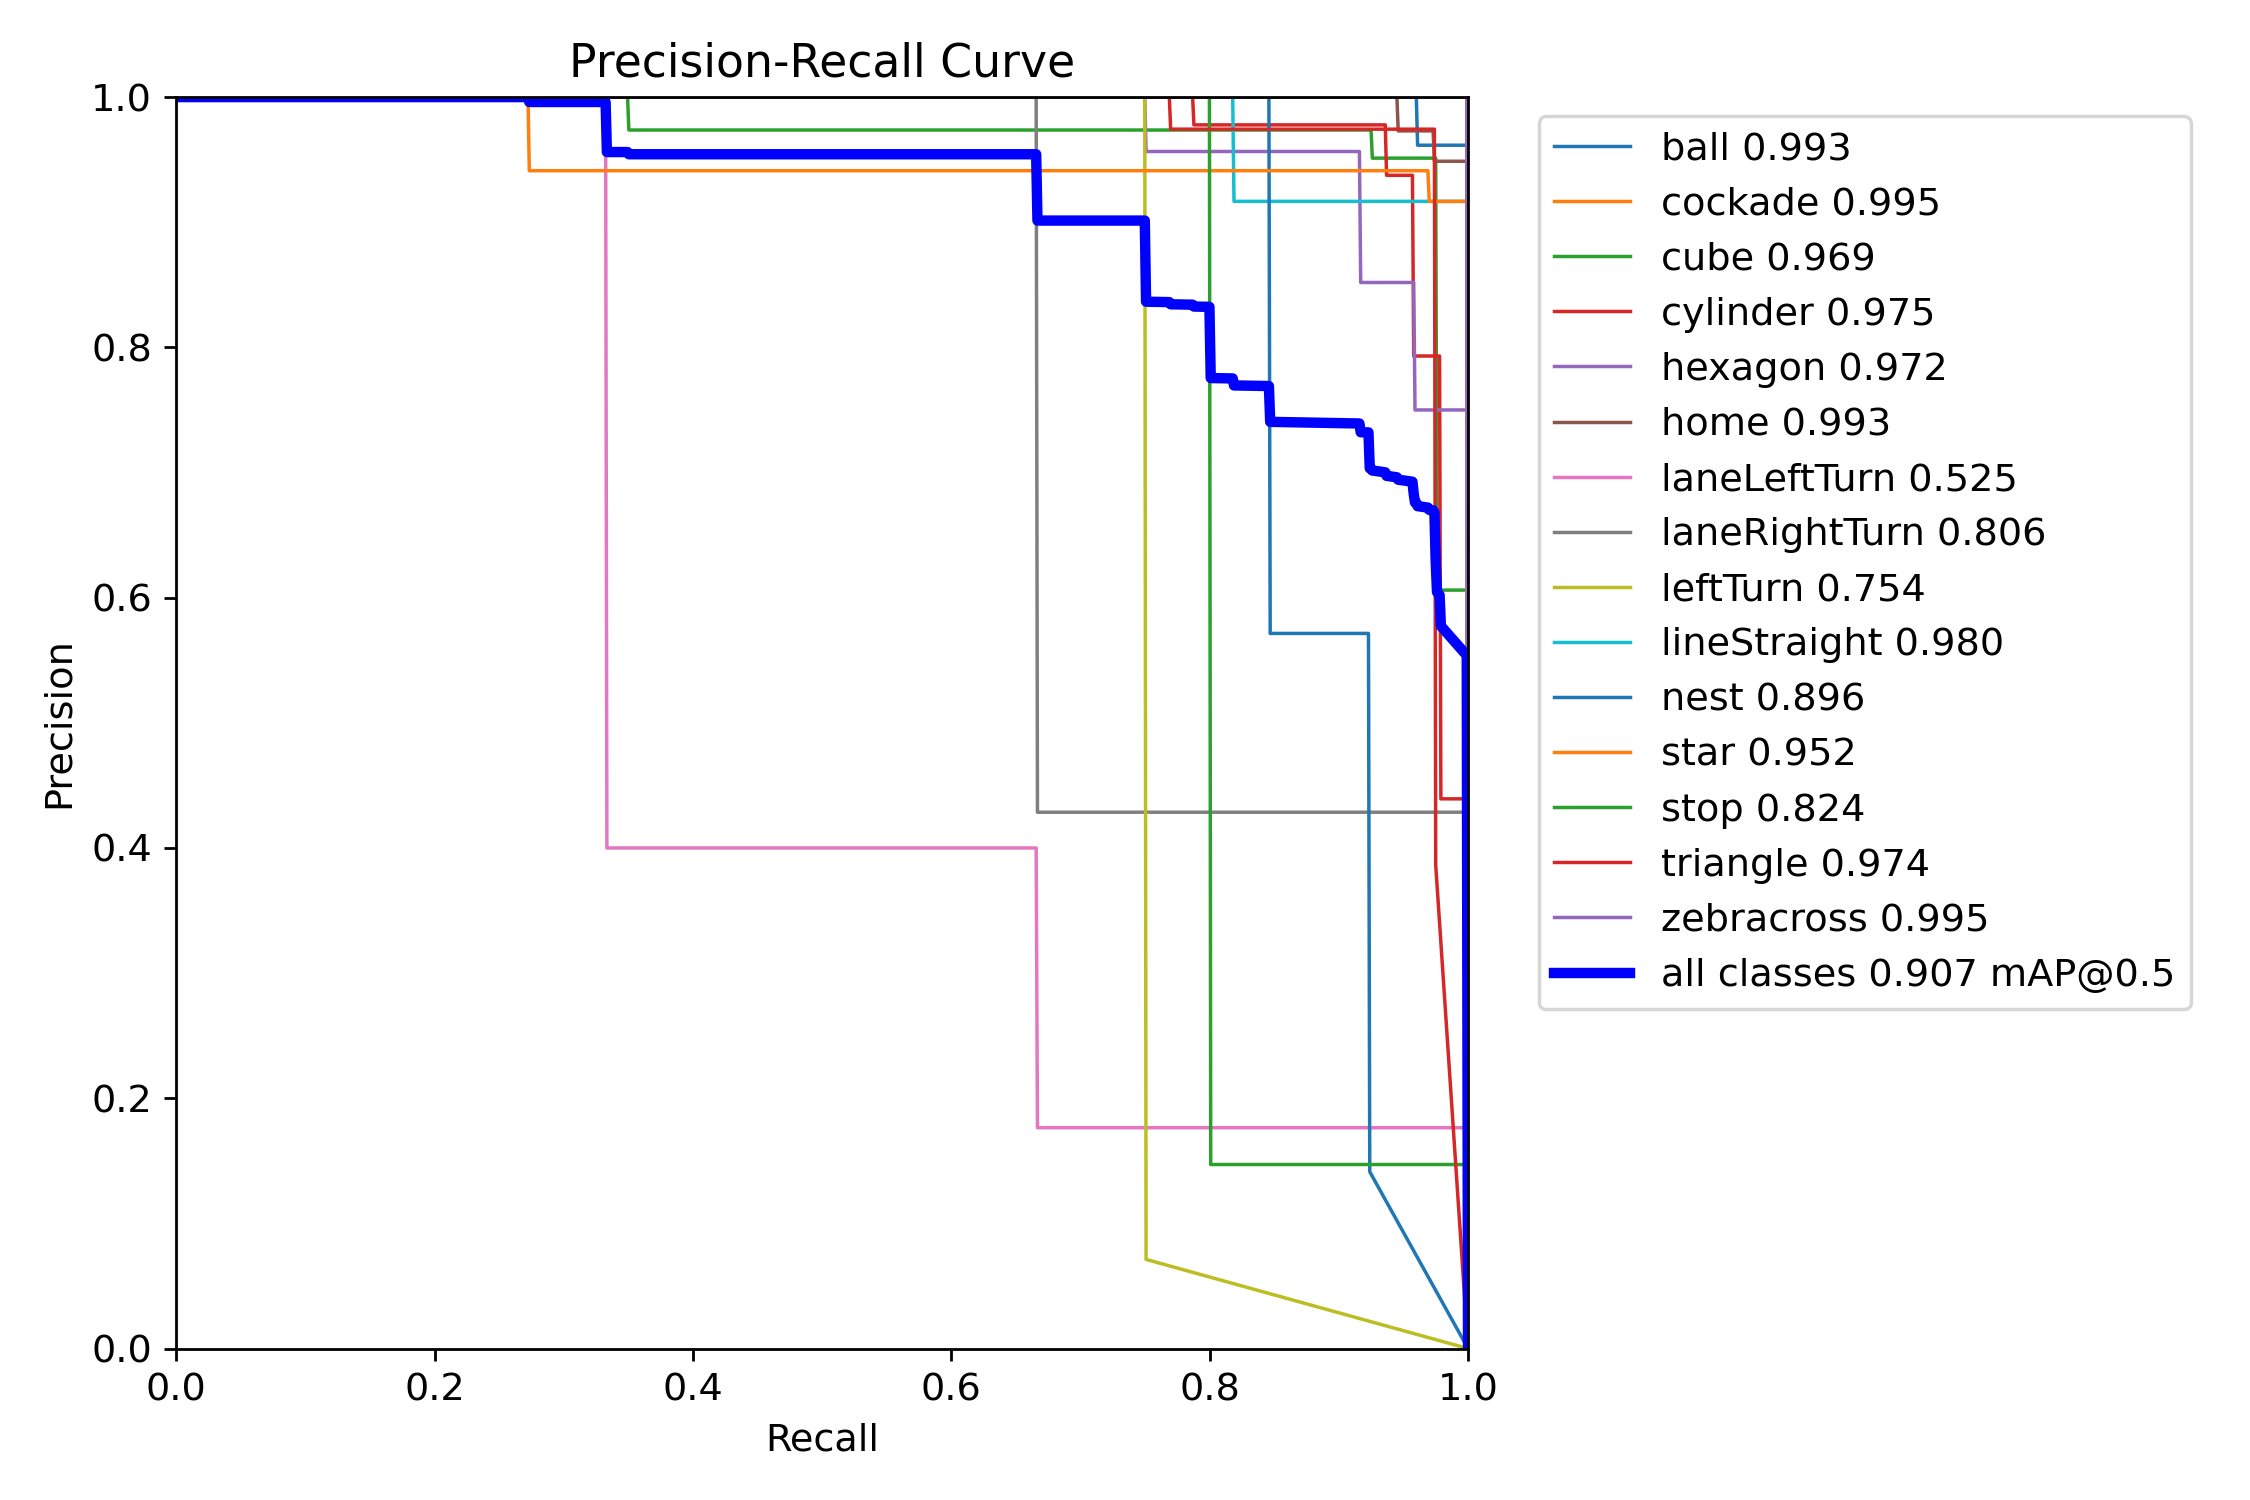 Precision-Recall Curve
1.0
0.8
0.6
0.4
0.2
0.0
Precision
0.0 0.2 0.4 0.6 0.8 1.0
Recall
ball 0.993
cockade 0.995
cube 0.969
cylinder 0.975
hexagon 0.972
home 0.993
laneLeftTurn 0.525
laneRightTurn 0.806
leftTurn 0.754
lineStraight 0.980
nest 0.896
star 0.952
stop 0.824
triangle 0.974
zebracross 0.995
all classes 0.907 mAP@0.5